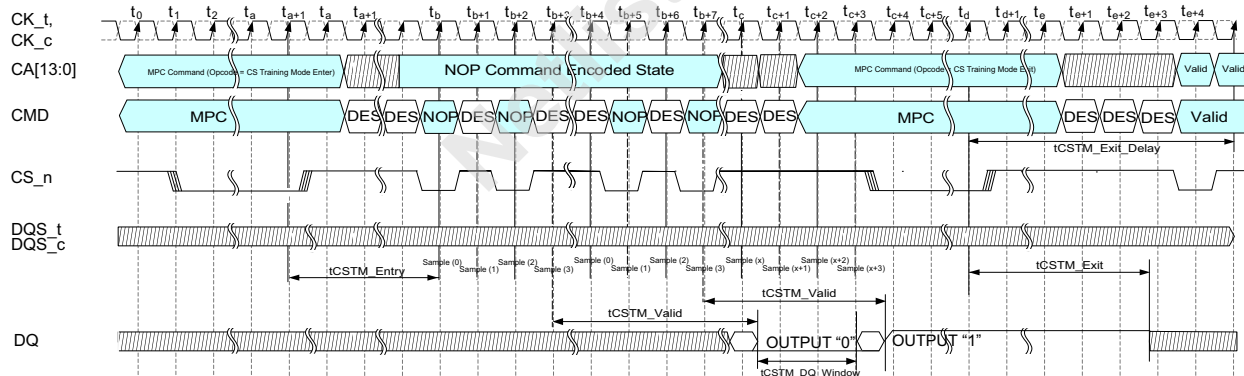 t0 t1 t2 ta ta+1 ta ta+1 tb tb+1 tb+2 tb+3 tb+4 tb+5 tb+6 tb+7 tc tc+1 tc+2 tc+3 tc+4 tc+5 td td+1 te te+1 te+2 te+3 te+4
CK_t,
CK_c
CA[13:0]
MPC Command (Opcode = CS Training Mode Enter) NOP Command Encoded State MPC Command (Opcode = CS Training Mode Exit) Valid Valid
CMD
MPC DES DES NOP DES NOP DES DES NOP DES NOP DES DES MPC DES DES DES Valid
tCSTM_Exit_Delay
CS_n
DQS_t
DQS_c
Sample (0) Sample (1) Sample (2) Sample (3) Sample (0) Sample (1) Sample (2) Sample (3) Sample (x) Sample (x+1) Sample (x+2) Sample (x+3)
tCSTM_Entry
tCSTM_Exit
tCSTM_Valid
tCSTM_Valid
DQ
OUTPUT “0” OUTPUT “1”
tCSTM_DQ_Window